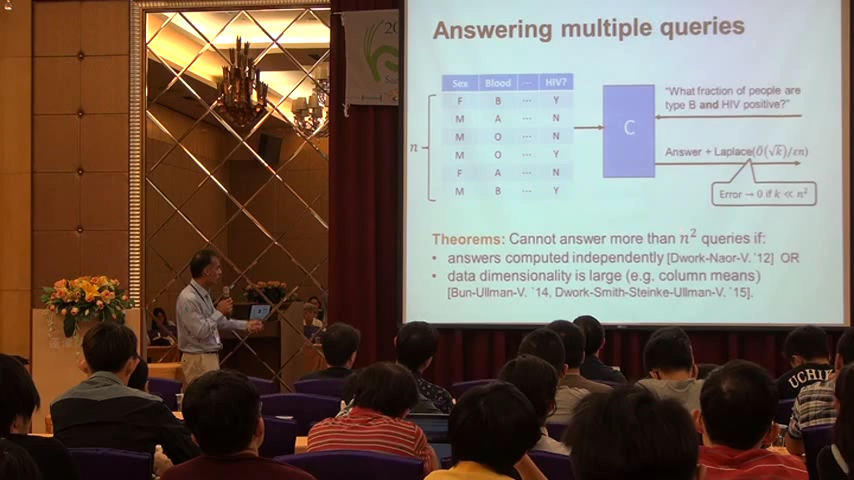 20
Answering multiple queries
Sex Blood ... HIV?
F B ... Y
M A ... N
M O ... N
M O ... Y
F A ... N
M B ... Y
n
C
"What fraction of people are
type B and HIV positive?"
Answer + Laplace(Õ(√k)/εn)
Error → 0 if k ≪ n²
Theorems: Cannot answer more than n² queries if:
• answers computed independently [Dwork-Naor-V. `12] OR
• data dimensionality is large (e.g. column means)
[Bun-Ullman-V. `14, Dwork-Smith-Steinke-Ullman-V. `15].
UCHIK